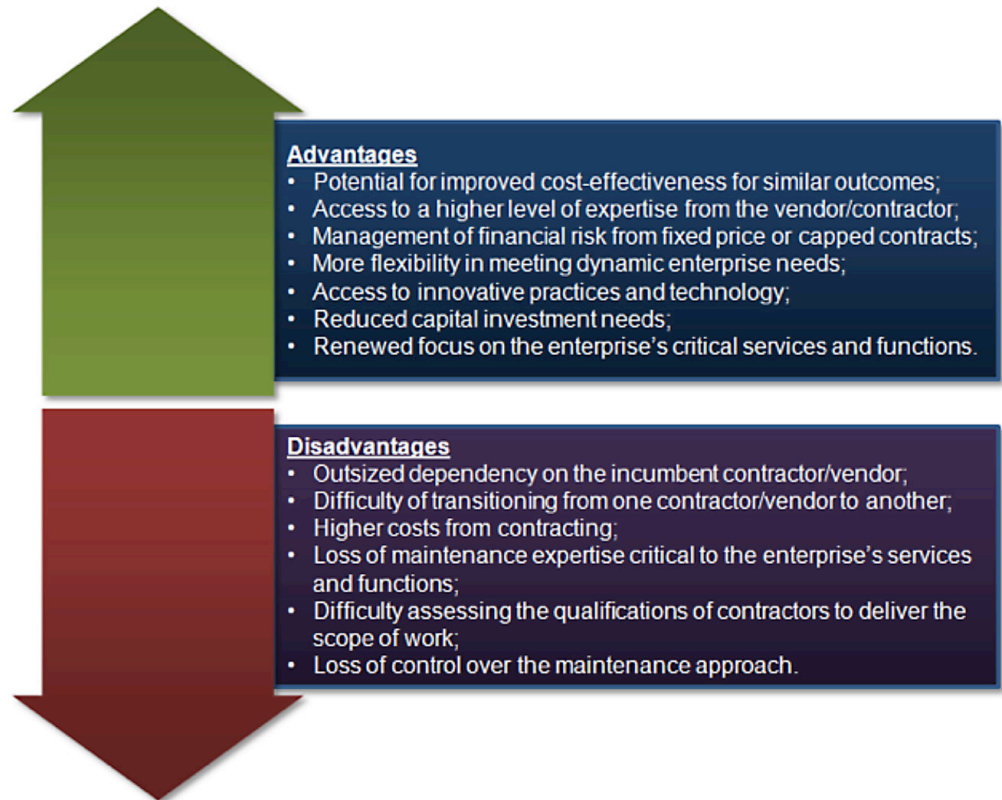 Advantages
• Potential for improved cost-effectiveness for similar outcomes;
• Access to a higher level of expertise from the vendor/contractor;
• Management of financial risk from fixed price or capped contracts;
• More flexibility in meeting dynamic enterprise needs;
• Access to innovative practices and technology;
• Reduced capital investment needs;
• Renewed focus on the enterprise's critical services and functions.
Disadvantages
• Outsized dependency on the incumbent contractor/vendor;
• Difficulty of transitioning from one contractor/vendor to another;
• Higher costs from contracting;
• Loss of maintenance expertise critical to the enterprise's services
and functions;
• Difficulty assessing the qualifications of contractors to deliver the
scope of work;
• Loss of control over the maintenance approach.